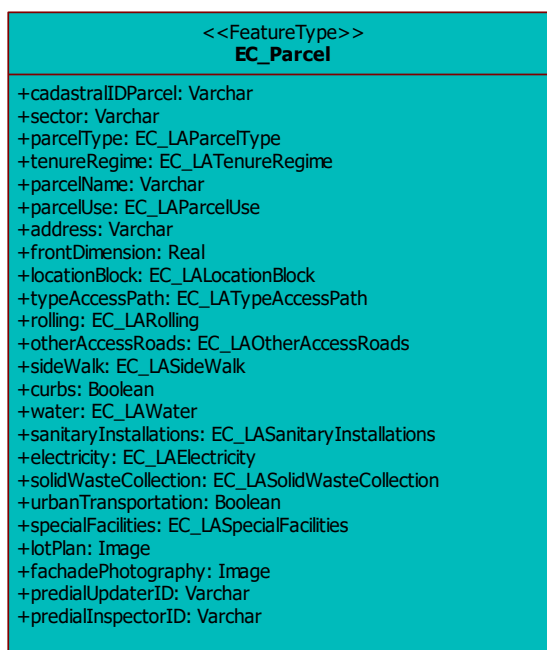 <<FeatureType>>
EC_Parcel
+cadastralIDParcel: Varchar
+sector: Varchar
+parcelType: EC_LAParcelType
+tenureRegime: EC_LATenureRegime
+parcelName: Varchar
+parcelUse: EC_LAParcelUse
+address: Varchar
+frontDimension: Real
+locationBlock: EC_LALocationBlock
+typeAccessPath: EC_LATypeAccessPath
+rolling: EC_LARolling
+otherAccessRoads: EC_LAOtherAccessRoads
+sideWalk: EC_LASideWalk
+curbs: Boolean
+water: EC_LAWater
+sanitaryInstallations: EC_LASanitaryInstallations
+electricity: EC_LAElectricity
+solidWasteCollection: EC_LASolidWasteCollection
+urbanTransportation: Boolean
+specialFacilities: EC_LASpecialFacilities
+lotPlan: Image
+fachadePhotography: Image
+predialUpdaterID: Varchar
+predialInspectorID: Varchar